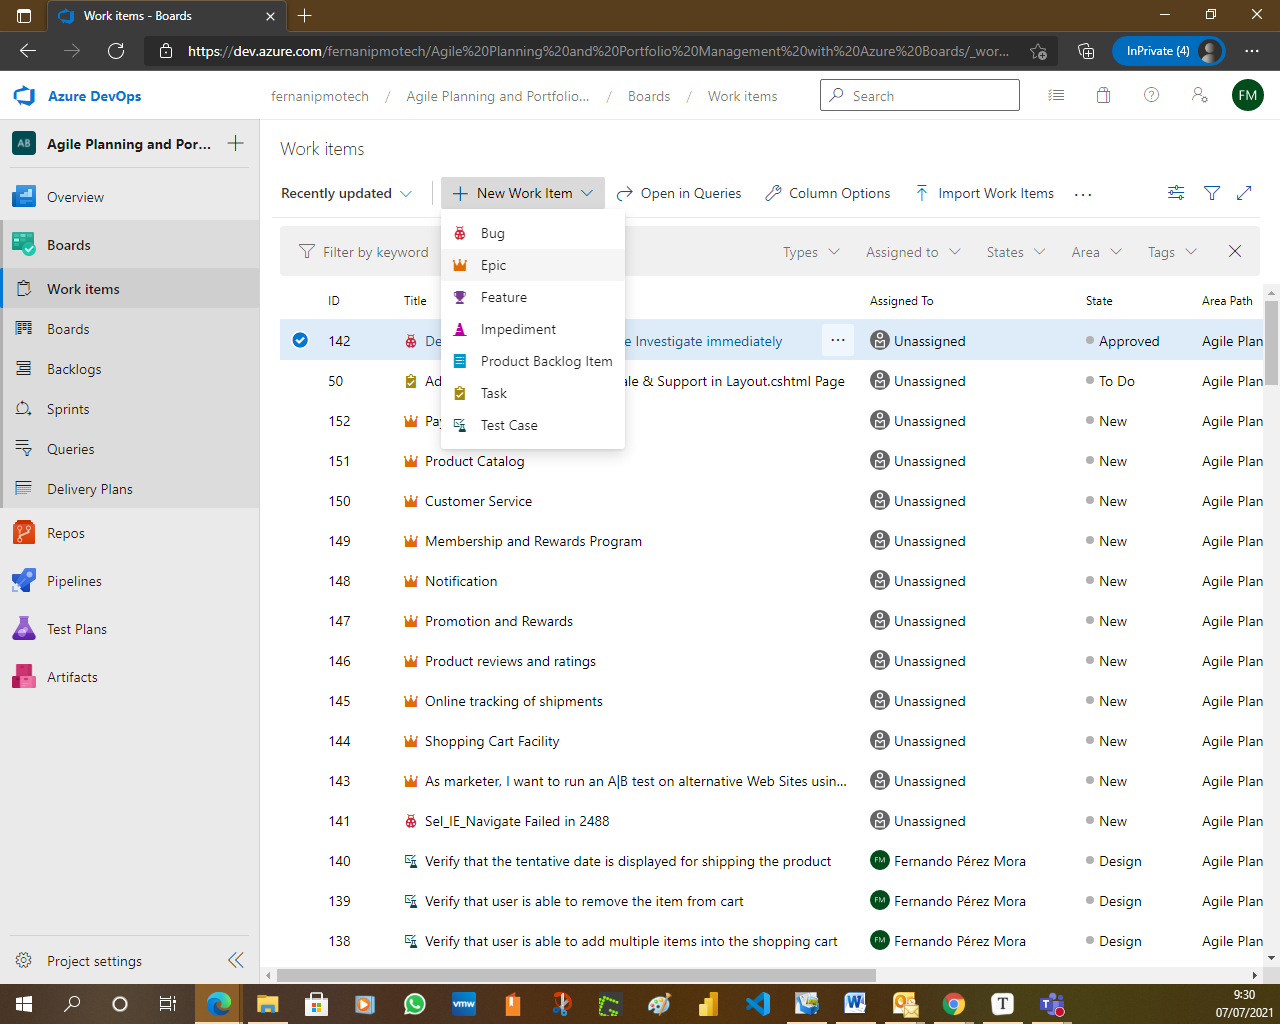 Work items - Boards
https://dev.azure.com/fernanipmotech/Agile%20Planning%20and%20Portfolio%20Management%20with%20Azure%20Boards/_wor...
InPrivate (4)
Azure DevOps
fernanipmotech / Agile Planning and Portfolio... / Boards / Work items
Search
FM
AB Agile Planning and Por...
Overview
Boards
Work items
Boards
Backlogs
Sprints
Queries
Delivery Plans
Repos
Pipelines
Test Plans
Artifacts
Project settings
Work items
Recently updated New Work Item Open in Queries Column Options Import Work Items
Bug
Epic
Feature
Impediment
Product Backlog Item
Task
Test Case
Filter by keyword Types Assigned to States Area Tags
ID Title Assigned To State Area Path
142 De e Investigate immediately Unassigned Approved Agile Plan
50 Ad ale & Support in Layout.cshtml Page Unassigned To Do Agile Plan
152 Pay Unassigned New Agile Plan
151 Product Catalog Unassigned New Agile Plan
150 Customer Service Unassigned New Agile Plan
149 Membership and Rewards Program Unassigned New Agile Plan
148 Notification Unassigned New Agile Plan
147 Promotion and Rewards Unassigned New Agile Plan
146 Product reviews and ratings Unassigned New Agile Plan
145 Online tracking of shipments Unassigned New Agile Plan
144 Shopping Cart Facility Unassigned New Agile Plan
143 As marketer, I want to run an A|B test on alternative Web Sites usin... Unassigned New Agile Plan
141 Sel_IE_Navigate Failed in 2488 Unassigned New Agile Plan
140 Verify that the tentative date is displayed for shipping the product FM Fernando Pérez Mora Design Agile Plan
139 Verify that user is able to remove the item from cart FM Fernando Pérez Mora Design Agile Plan
138 Verify that user is able to add multiple items into the shopping cart FM Fernando Pérez Mora Design Agile Plan
vmw
9:30
07/07/2021